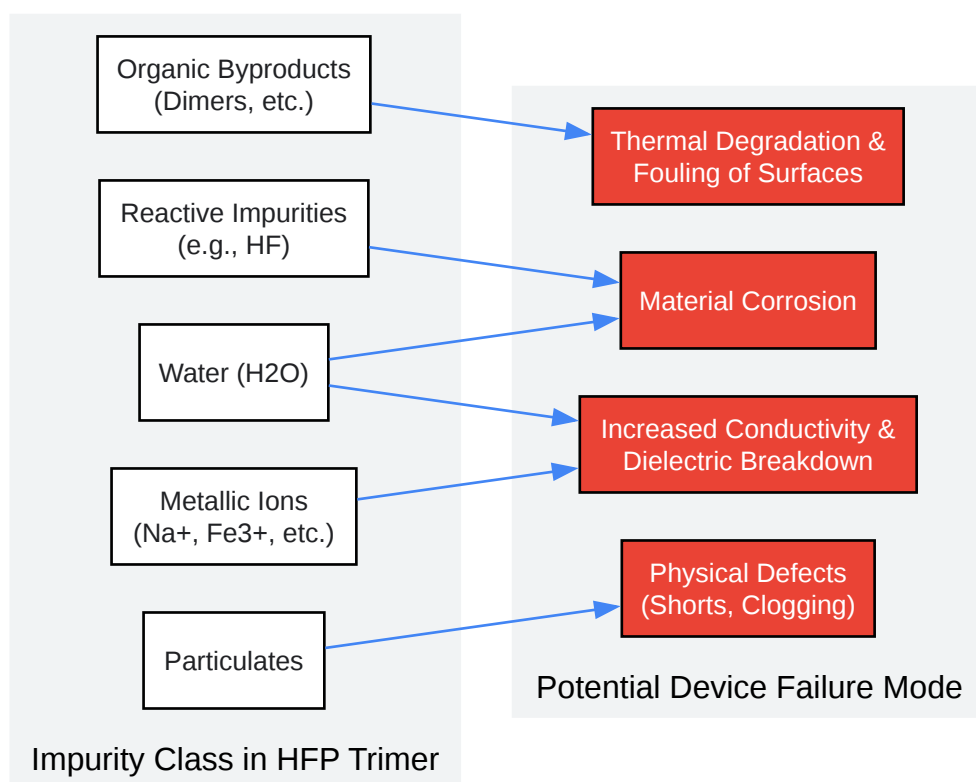 Organic Byproducts
(Dimers, etc.)
Reactive Impurities
(e.g., HF)
Water (H2O)
Metallic Ions
(Na+, Fe3+, etc.)
Particulates
Impurity Class in HFP Trimer
Thermal Degradation &
Fouling of Surfaces
Material Corrosion
Increased Conductivity &
Dielectric Breakdown
Physical Defects
(Shorts, Clogging)
Potential Device Failure Mode